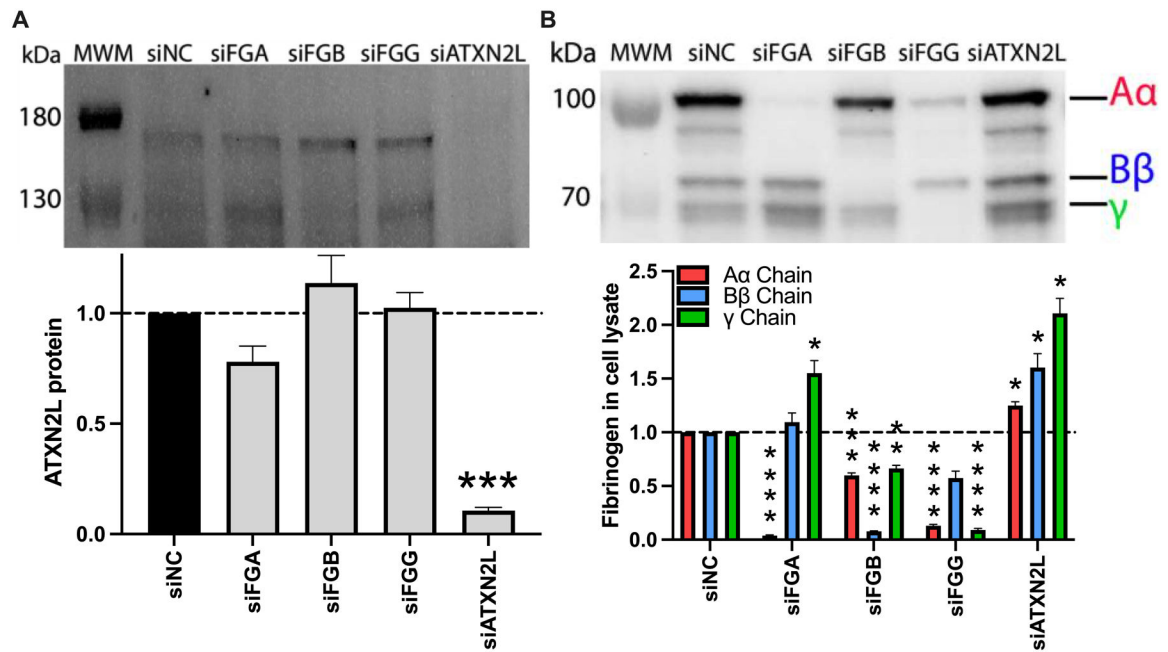 A
kDa MWM siNC siFGA siFGB siFGG siATXN2L
180
130
ATXN2L protein
1.0
0.5
0.0
***
siNC
siFGA
siFGB
siFGG
siATXN2L
B
kDa MWM siNC siFGA siFGB siFGG siATXN2L
100
70
Aα
Bβ
γ
Fibrinogen in cell lysate
2.5
2.0
1.5
1.0
0.5
0.0
Aα Chain
Bβ Chain
γ Chain
****
*
***
****
**
****
****
*
*
*
siNC
siFGA
siFGB
siFGG
siATXN2L